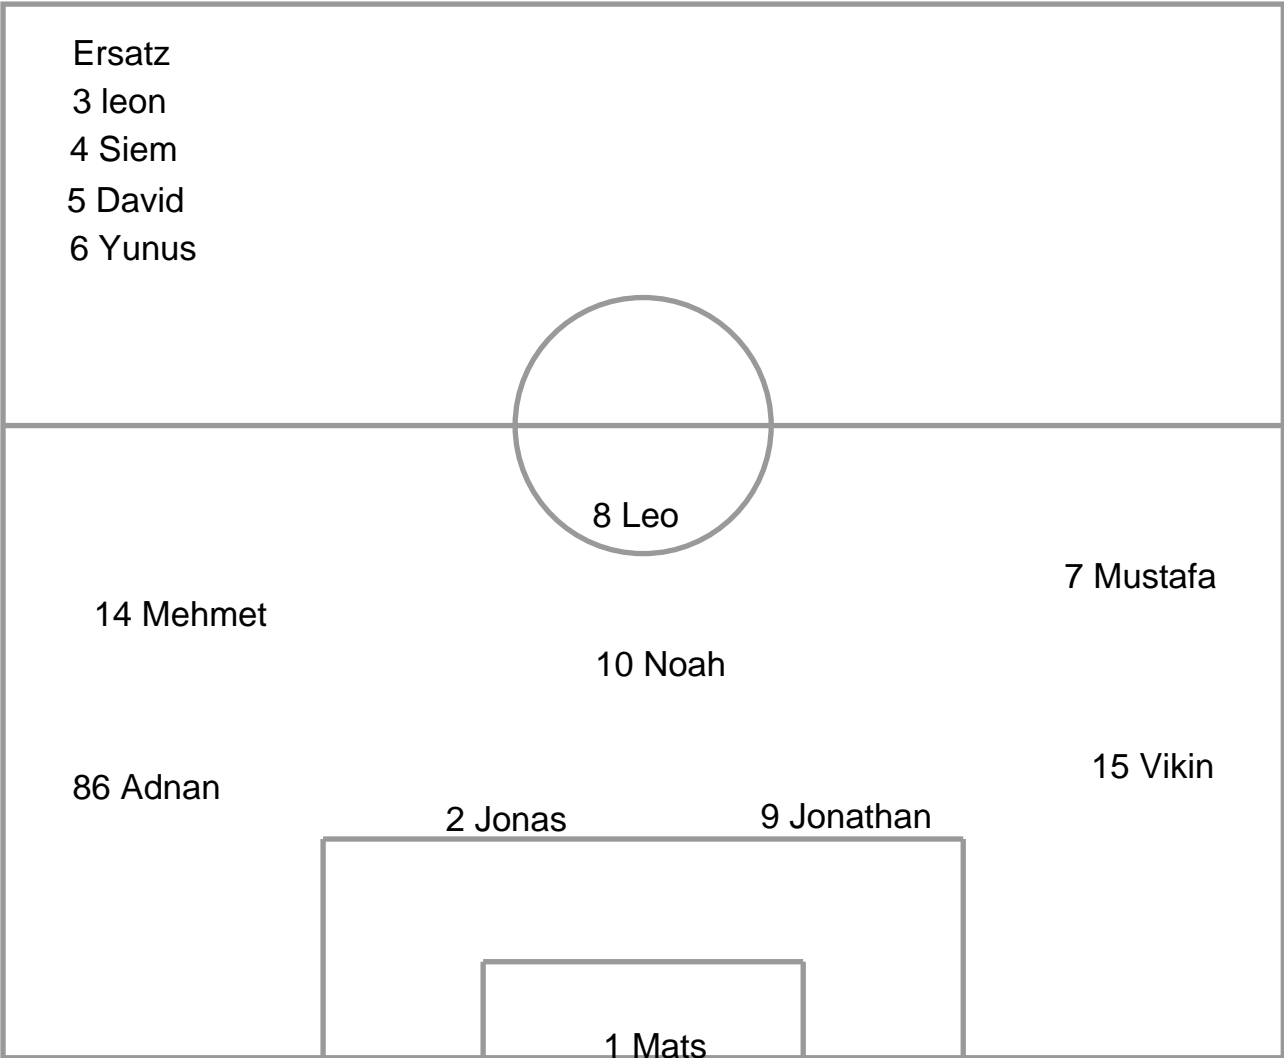 Ersatz
3 leon
4 Siem
5 David
6 Yunus
8 Leo
7 Mustafa
14 Mehmet
10 Noah
15 Vikin
86 Adnan
2 Jonas
9 Jonathan
1 Mats